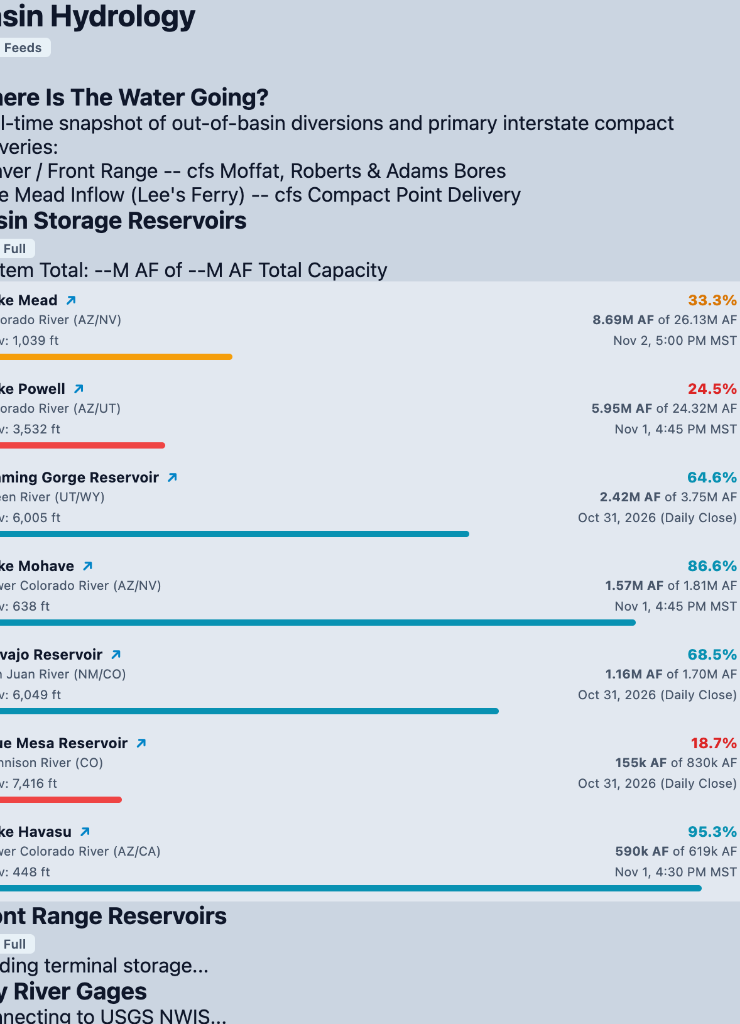 sin Hydrology
Feeds
ere Is The Water Going?
l-time snapshot of out-of-basin diversions and primary interstate compact
veries:
ver / Front Range -- cfs Moffat, Roberts & Adams Bores
e Mead Inflow (Lee's Ferry) -- cfs Compact Point Delivery
sin Storage Reservoirs
Full
tem Total: --M AF of --M AF Total Capacity
ke Mead ↗ 33.3%
orado River (AZ/NV) 8.69M AF of 26.13M AF
v: 1,039 ft Nov 2, 5:00 PM MST
ke Powell ↗ 24.5%
orado River (AZ/UT) 5.95M AF of 24.32M AF
v: 3,532 ft Nov 1, 4:45 PM MST
ming Gorge Reservoir ↗ 64.6%
en River (UT/WY) 2.42M AF of 3.75M AF
v: 6,005 ft Oct 31, 2026 (Daily Close)
ke Mohave ↗ 86.6%
wer Colorado River (AZ/NV) 1.57M AF of 1.81M AF
v: 638 ft Nov 1, 4:45 PM MST
vajo Reservoir ↗ 68.5%
n Juan River (NM/CO) 1.16M AF of 1.70M AF
v: 6,049 ft Oct 31, 2026 (Daily Close)
ue Mesa Reservoir ↗ 18.7%
nnison River (CO) 155k AF of 830k AF
v: 7,416 ft Oct 31, 2026 (Daily Close)
ke Havasu ↗ 95.3%
wer Colorado River (AZ/CA) 590k AF of 619k AF
v: 448 ft Nov 1, 4:30 PM MST
ont Range Reservoirs
Full
ding terminal storage...
y River Gages
nnecting to USGS NWIS...